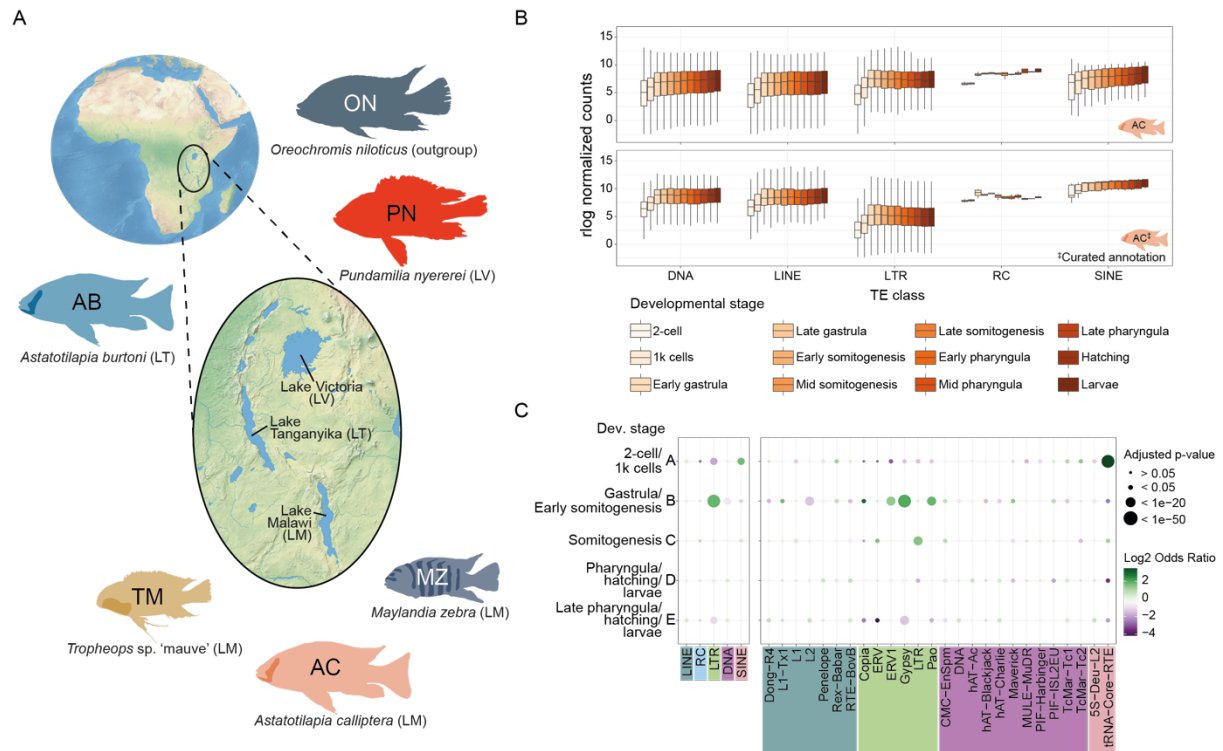 A
ON
Oreochromis niloticus (outgroup)
PN
Pundamilia nyererei (LV)
AB
Astatotilapia burtoni (LT)
Lake Victoria (LV)
Lake
Tanganyika (LT)
Lake
Malawi
(LM)
TM
Tropheops sp. ‘mauve’ (LM)
MZ
Maylandia zebra (LM)
AC
Astatotilapia calliptera (LM)
B
rlog normalized counts
15
10
5
0
AC
15
10
5
0
AC‡
‡Curated annotation
DNA
LINE
LTR
RC
SINE
TE class
Developmental stage
2-cell
1k cells
Early gastrula
Late gastrula
Early somitogenesis
Mid somitogenesis
Late somitogenesis
Early pharyngula
Mid pharyngula
Late pharyngula
Hatching
Larvae
C
Dev. stage
2-cell/
1k cells A
Gastrula/
Early somitogenesis B
Somitogenesis C
Pharyngula/
hatching/ D
larvae
Late pharyngula/
hatching/ E
larvae
LINE
RC
LTR
DNA
SINE
Dong−R4
L1−Tx1
L1
L2
Penelope
Rex−Babar
RTE−BovB
Copia
ERV
ERV1
Gypsy
LTR
Pao
CMC−EnSpm
DNA
hAT−Ac
hAT−Blackjack
hAT−Charlie
Maverick
MULE−MuDR
PIF−Harbinger
PIF−ISL2EU
TcMar−Tc1
TcMar−Tc2
5S−Deu−L2
tRNA−Core−RTE
Adjusted p-value
> 0.05
< 0.05
< 1e−20
< 1e−50
Log2 Odds Ratio
2
0
−2
−4